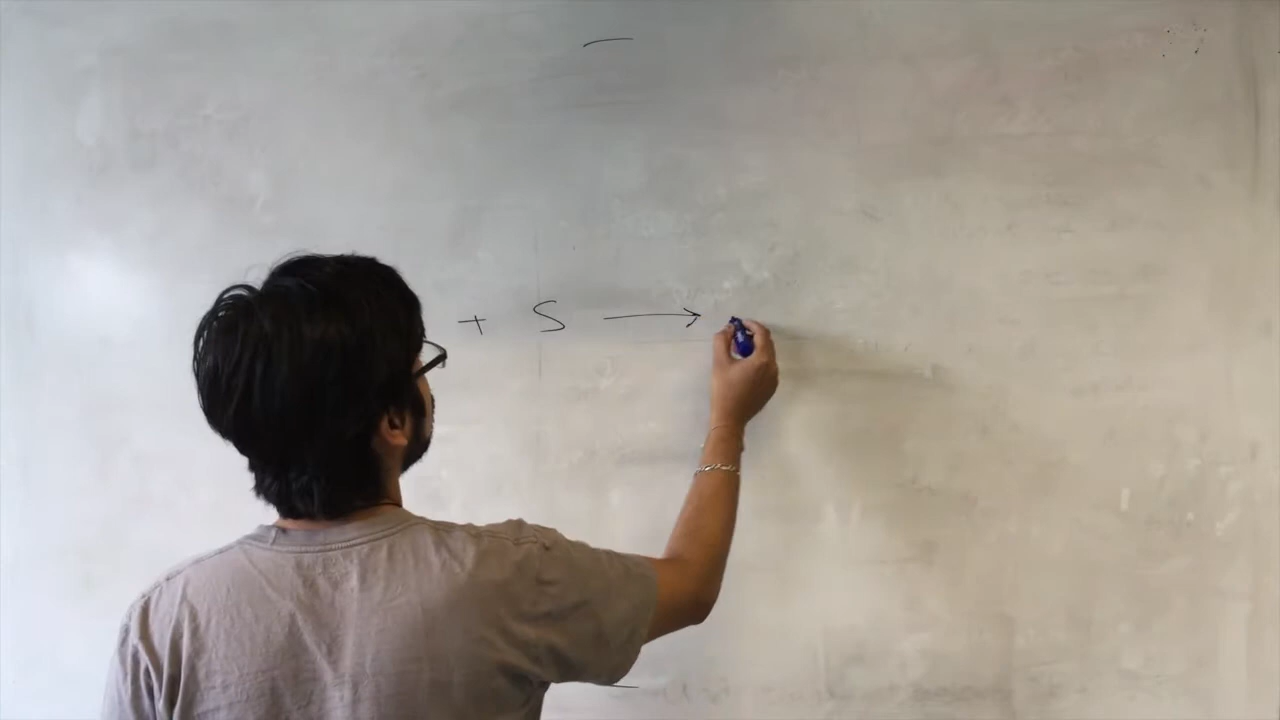 + S →